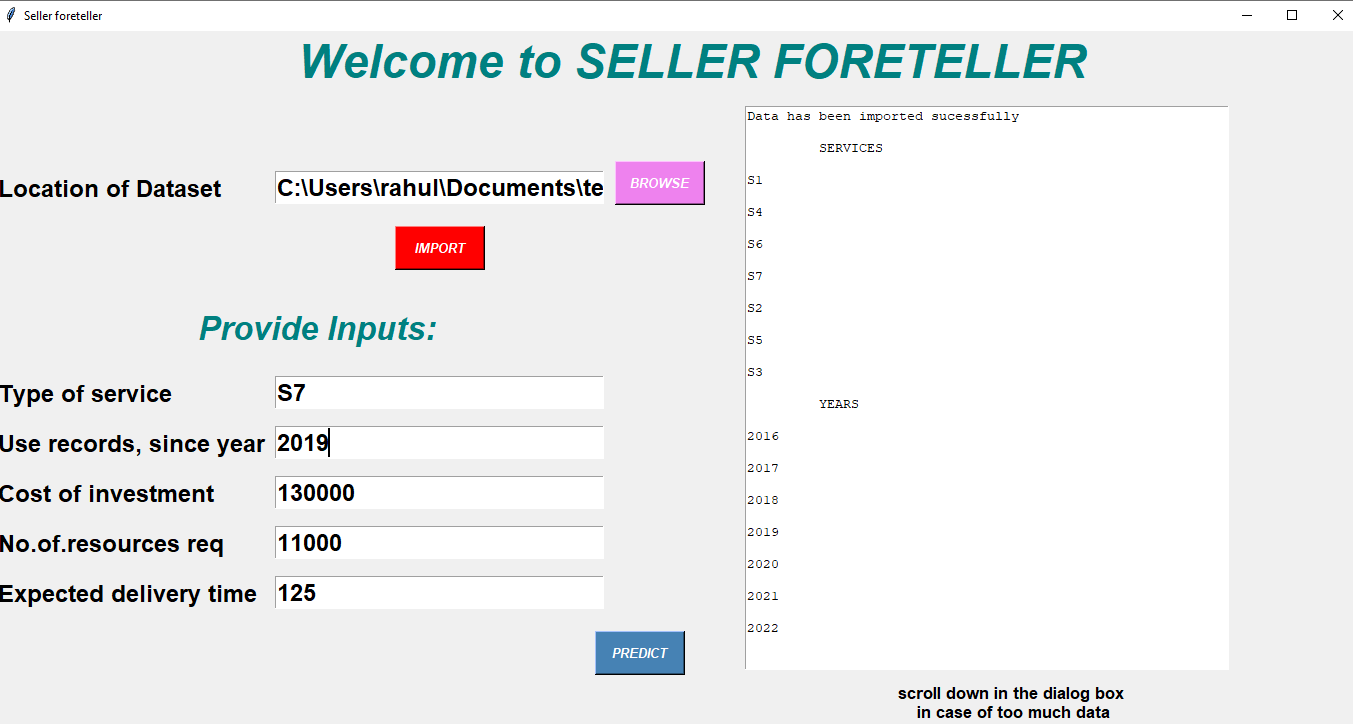 Seller foreteller
Welcome to SELLER FORETELLER
Location of Dataset
C:\Users\rahul\Documents\te
BROWSE
IMPORT
Provide Inputs:
Type of service
S7
Use records, since year
2019
Cost of investment
130000
No.of.resources req
11000
Expected delivery time
125
PREDICT
Data has been imported sucessfully
SERVICES
S1
S4
S6
S7
S2
S5
S3
YEARS
2016
2017
2018
2019
2020
2021
2022
scroll down in the dialog box
in case of too much data